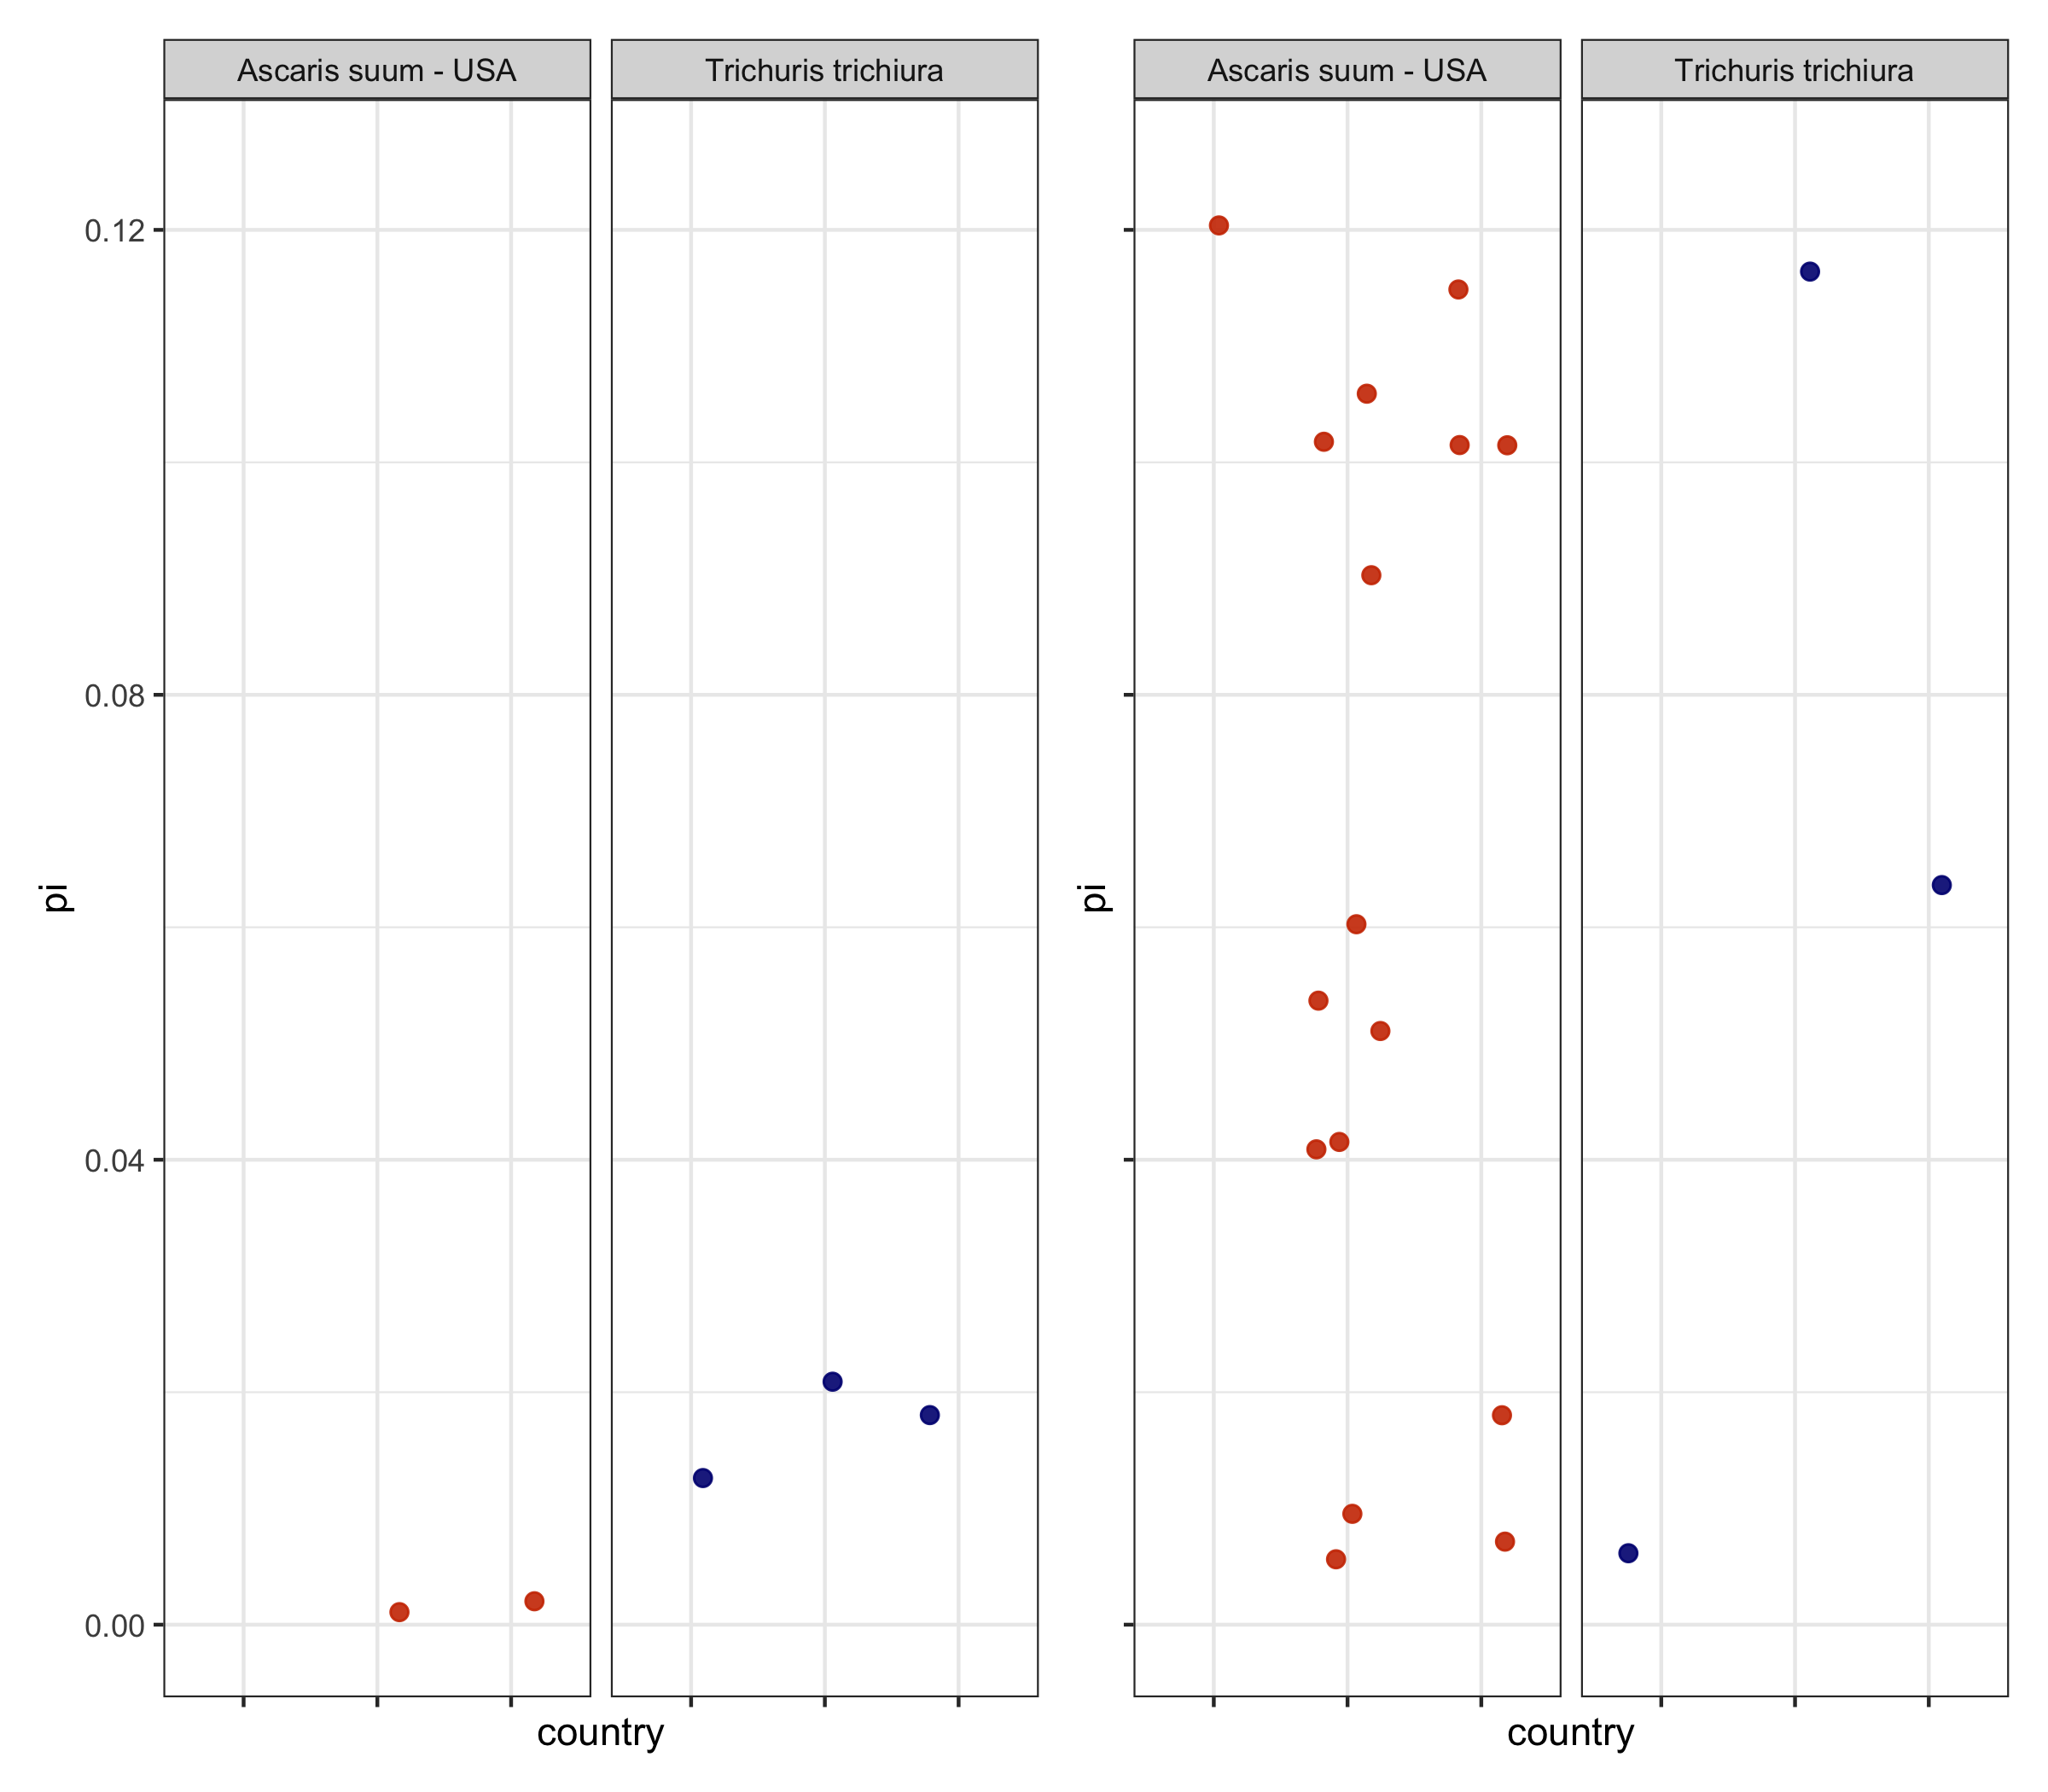 Ascaris suum - USA
Trichuris trichiura
Ascaris suum - USA
Trichuris trichiura
0.12
0.08
pi
pi
0.04
0.00
country
country